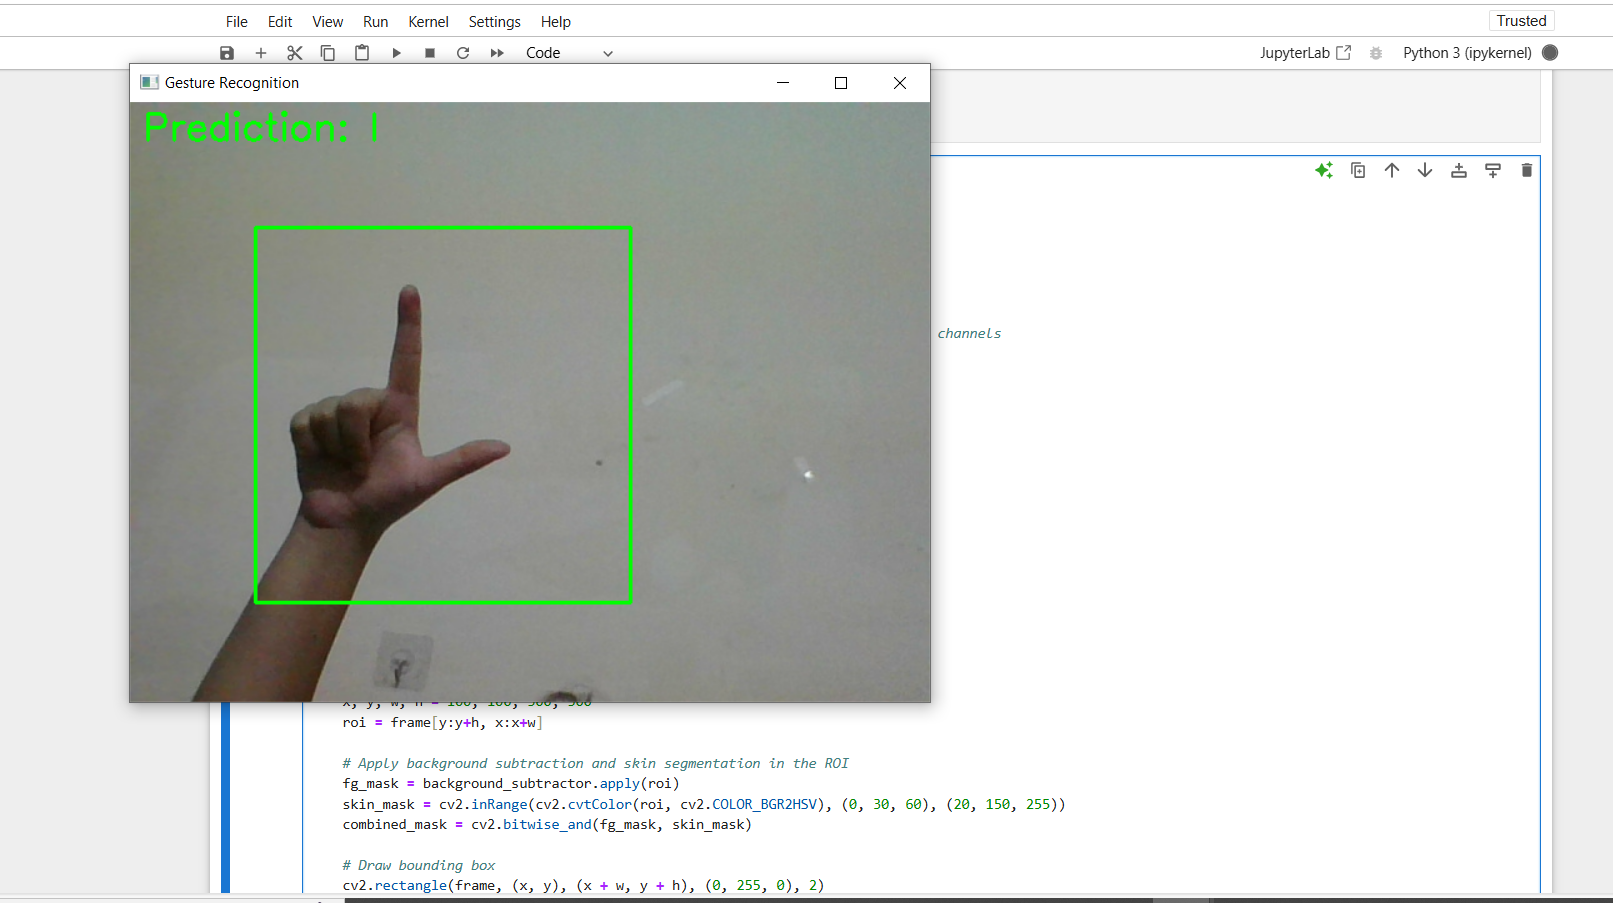 File Edit View Run Kernel Settings Help
Trusted
Code
JupyterLab
Python 3 (ipykernel)
Gesture Recognition
Prediction: I
channels
roi = frame[y:y+h, x:x+w]
# Apply background subtraction and skin segmentation in the ROI
fg_mask = background_subtractor.apply(roi)
skin_mask = cv2.inRange(cv2.cvtColor(roi, cv2.COLOR_BGR2HSV), (0, 30, 60), (20, 150, 255))
combined_mask = cv2.bitwise_and(fg_mask, skin_mask)
# Draw bounding box
cv2.rectangle(frame, (x, y), (x + w, y + h), (0, 255, 0), 2)